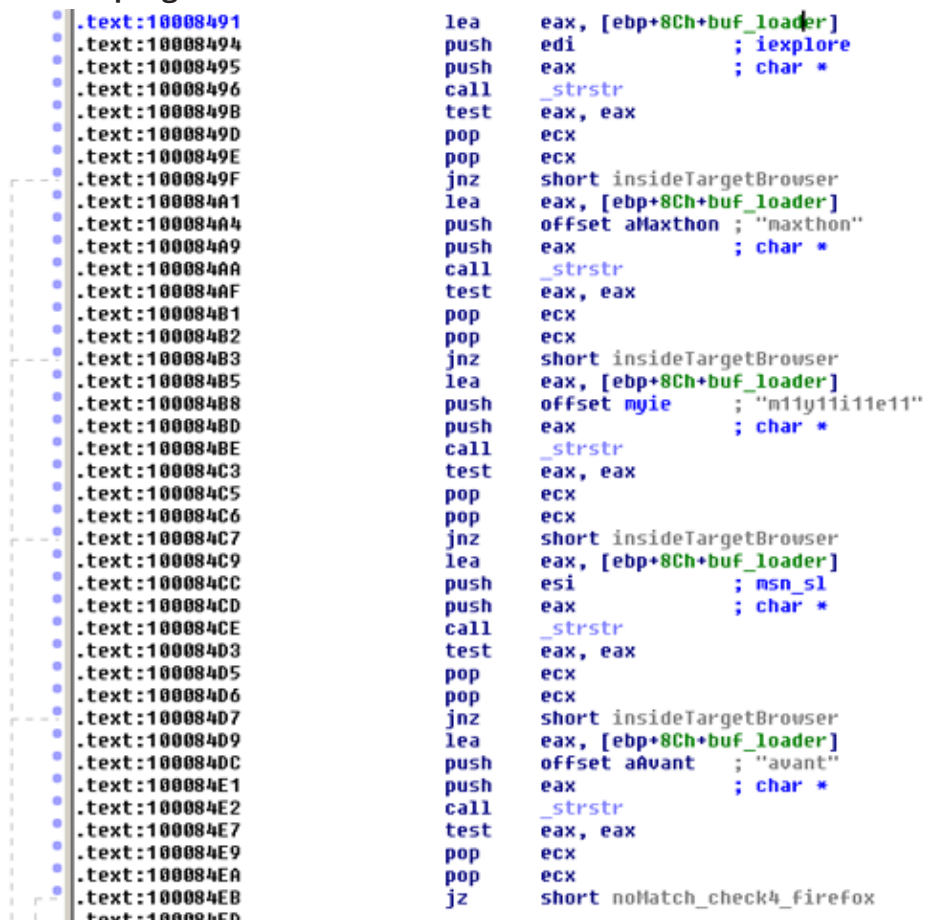 .text:10008491 lea eax, [ebp+8Ch+buf_loader]
.text:10008494 push edi ; iexplore
.text:10008495 push eax ; char *
.text:10008496 call _strstr
.text:1000849B test eax, eax
.text:1000849D pop ecx
.text:1000849E pop ecx
.text:1000849F jnz short insideTargetBrowser
.text:100084A1 lea eax, [ebp+8Ch+buf_loader]
.text:100084A4 push offset aMaxthon ; "maxthon"
.text:100084A9 push eax ; char *
.text:100084AA call _strstr
.text:100084AF test eax, eax
.text:100084B1 pop ecx
.text:100084B2 pop ecx
.text:100084B3 jnz short insideTargetBrowser
.text:100084B5 lea eax, [ebp+8Ch+buf_loader]
.text:100084B8 push offset myie ; "m11y11i11e11"
.text:100084BD push eax ; char *
.text:100084BE call _strstr
.text:100084C3 test eax, eax
.text:100084C5 pop ecx
.text:100084C6 pop ecx
.text:100084C7 jnz short insideTargetBrowser
.text:100084C9 lea eax, [ebp+8Ch+buf_loader]
.text:100084CC push esi ; msn_sl
.text:100084CD push eax ; char *
.text:100084CE call _strstr
.text:100084D3 test eax, eax
.text:100084D5 pop ecx
.text:100084D6 pop ecx
.text:100084D7 jnz short insideTargetBrowser
.text:100084D9 lea eax, [ebp+8Ch+buf_loader]
.text:100084DC push offset aAvant ; "avant"
.text:100084E1 push eax ; char *
.text:100084E2 call _strstr
.text:100084E7 test eax, eax
.text:100084E9 pop ecx
.text:100084EA pop ecx
.text:100084EB jz short noMatch_check4_firefox